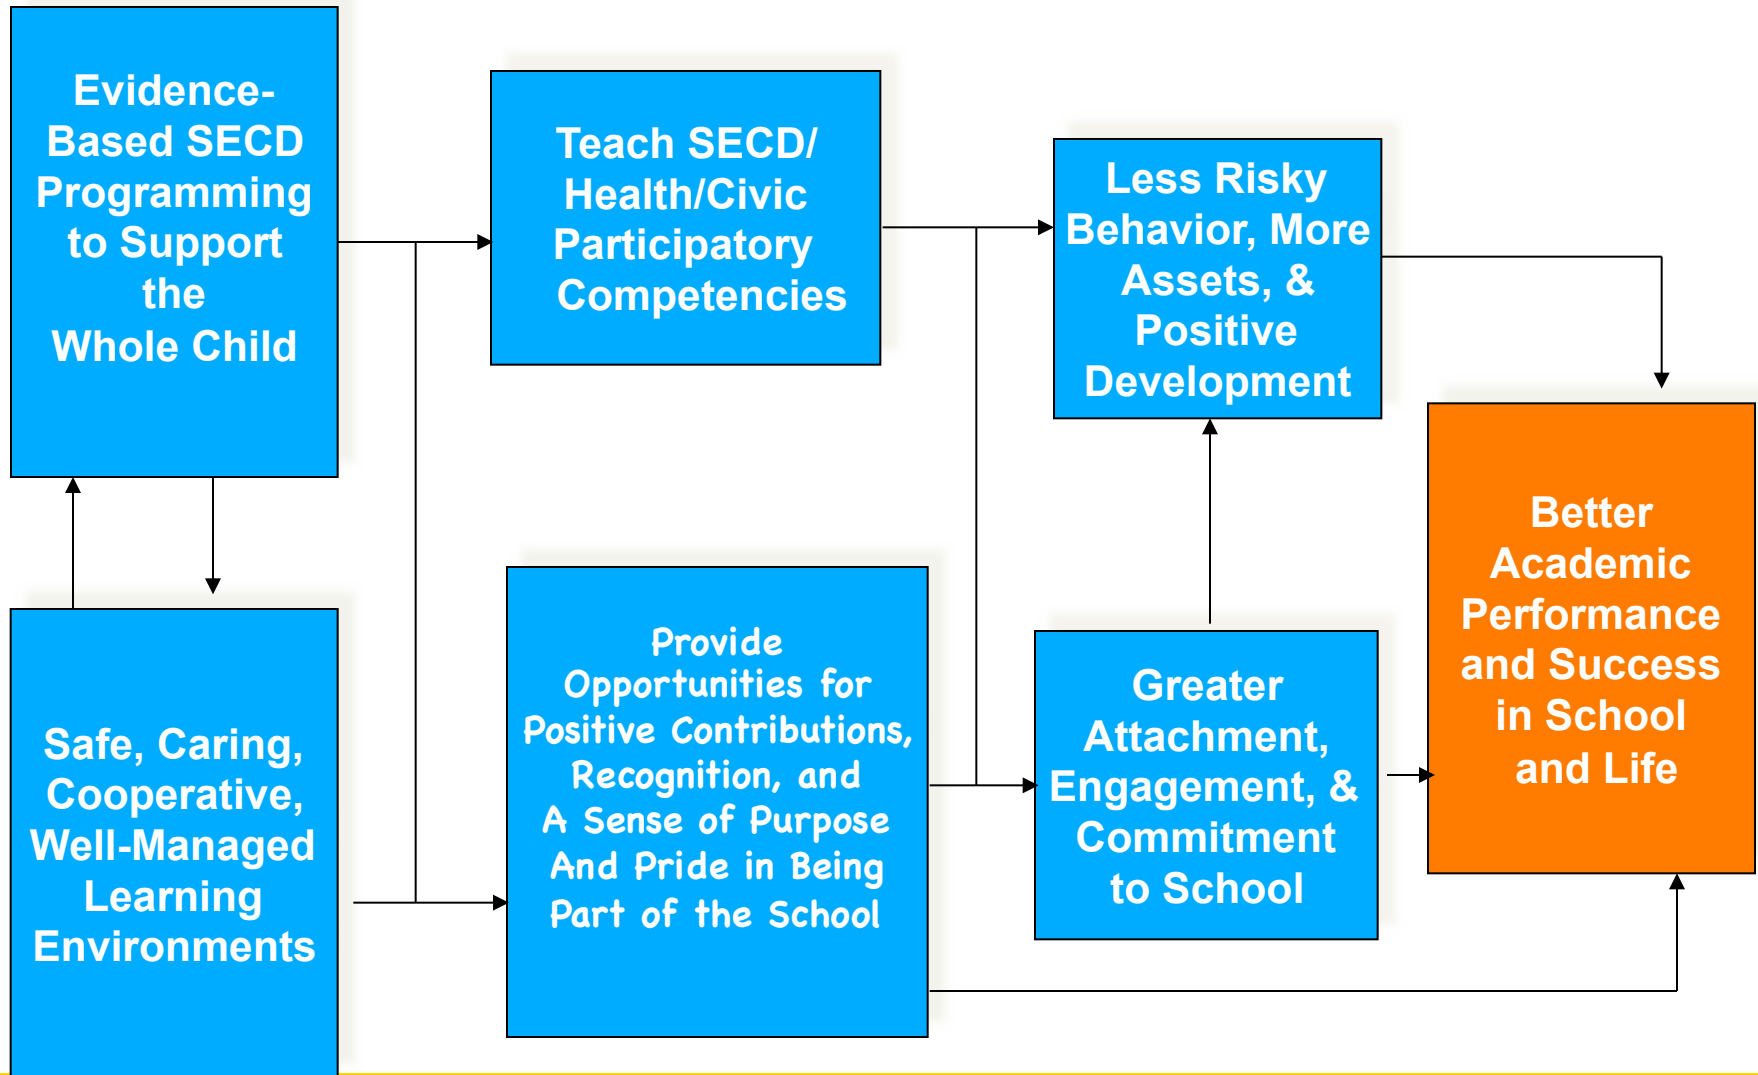 Evidence-
Based SECD
Programming
to Support
the
Whole Child
Teach SECD/
Health/Civic
Participatory
Competencies
Less Risky
Behavior, More
Assets, &
Positive
Development
Better
Academic
Performance
and Success
in School
and Life
Safe, Caring,
Cooperative,
Well-Managed
Learning
Environments
Provide
Opportunities for
Positive Contributions,
Recognition, and
A Sense of Purpose
And Pride in Being
Part of the School
Greater
Attachment,
Engagement, &
Commitment
to School